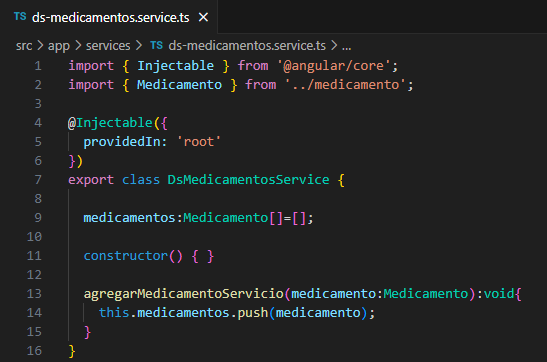 TS ds-medicamentos.service.ts ×
src > app > services > TS ds-medicamentos.service.ts > ...
1 import { Injectable } from '@angular/core';
2 import { Medicamento } from '../medicamento';
3
4 @Injectable({
5   providedIn: 'root'
6 })
7 export class DsMedicamentosService {
8
9   medicamentos:Medicamento[]=[];
10
11   constructor() { }
12
13   agregarMedicamentoServicio(medicamento:Medicamento):void{
14     this.medicamentos.push(medicamento);
15   }
16 }